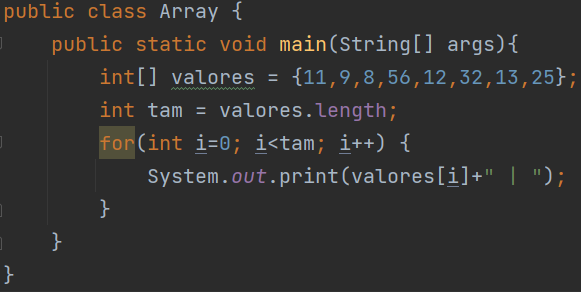 public class Array {
public static void main(String[] args){
int[] valores = {11,9,8,56,12,32,13,25};
int tam = valores.length;
for(int i=0; i<tam; i++) {
System.out.print(valores[i]+" | ");
}
}
}